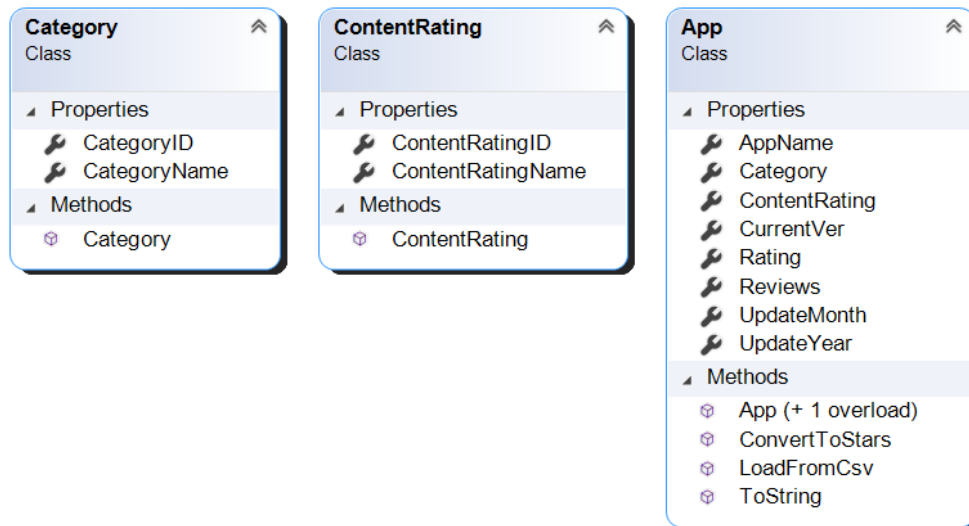 Category
Class
Properties
CategoryID
CategoryName
Methods
Category
ContentRating
Class
Properties
ContentRatingID
ContentRatingName
Methods
ContentRating
App
Class
Properties
AppName
Category
ContentRating
CurrentVer
Rating
Reviews
UpdateMonth
UpdateYear
Methods
App (+ 1 overload)
ConvertToStars
LoadFromCsv
ToString